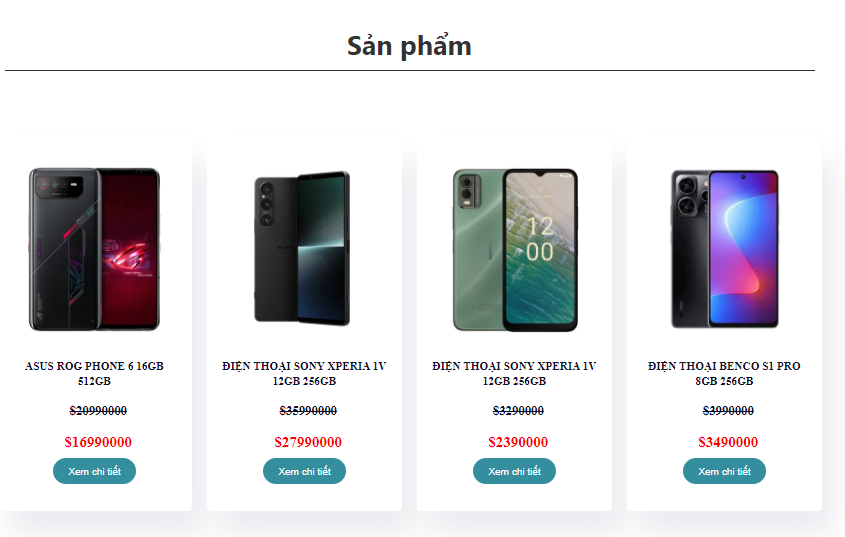 Sản phẩm
12
00
ASUS ROG PHONE 6 16GB
512GB
$20990000
$16990000
Xem chi tiết
ĐIỆN THOẠI SONY XPERIA 1V
12GB 256GB
$35990000
$27990000
Xem chi tiết
ĐIỆN THOẠI SONY XPERIA 1V
12GB 256GB
$3290000
$2390000
Xem chi tiết
ĐIỆN THOẠI BENCO S1 PRO
8GB 256GB
$3990000
$3490000
Xem chi tiết